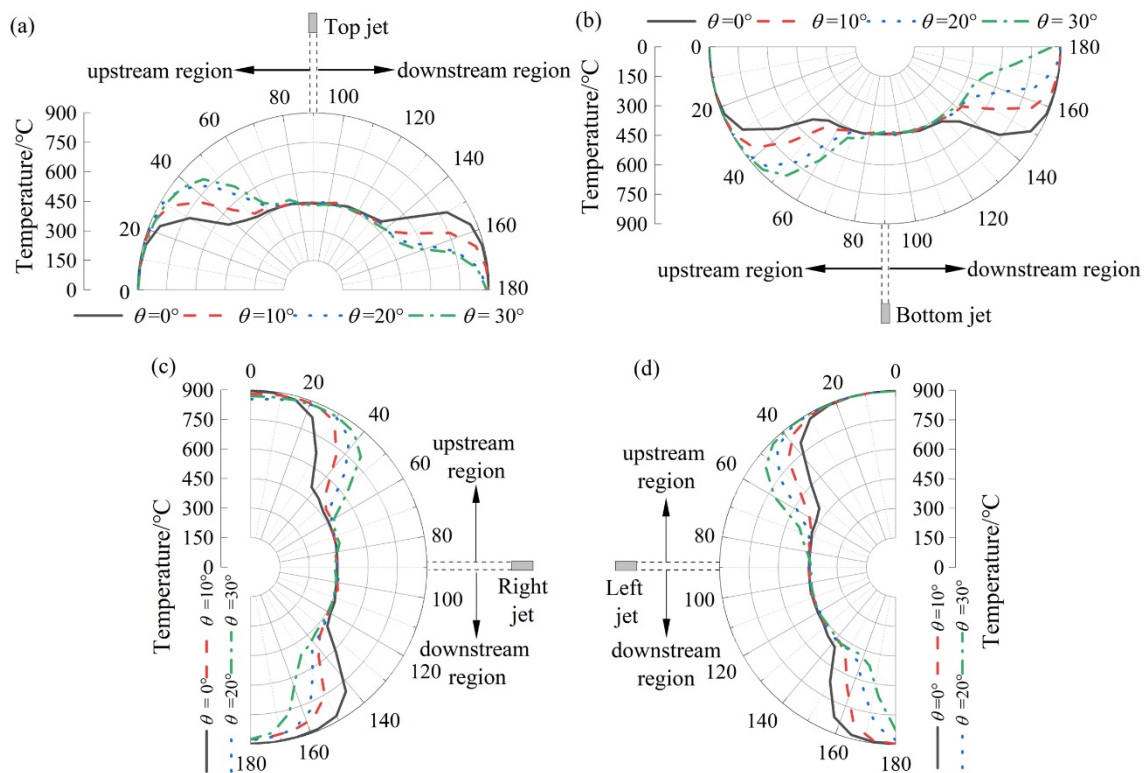 (a)
Top jet
upstream region
downstream region
Temperature/°C
900
750
600
450
300
150
0
0
20
40
60
80
100
120
140
160
180
θ=0° θ=10° θ=20° θ= 30°
(b)
θ=0° θ=10° θ=20° θ= 30°
Temperature/°C
0
150
300
450
600
750
900
0
20
40
60
80
100
120
140
160
180
upstream region
downstream region
Bottom jet
(c)
Temperature/°C
900
750
600
450
300
150
0
0
20
40
60
80
100
120
140
160
180
upstream
region
Right
jet
downstream
region
θ=0° θ=10°
θ=20° θ=30°
(d)
0
20
40
60
80
100
120
140
160
180
upstream
region
Left
jet
downstream
region
900
750
600
450
300
150
0
Temperature/°C
θ=0° θ=10°
θ=20° θ=30°